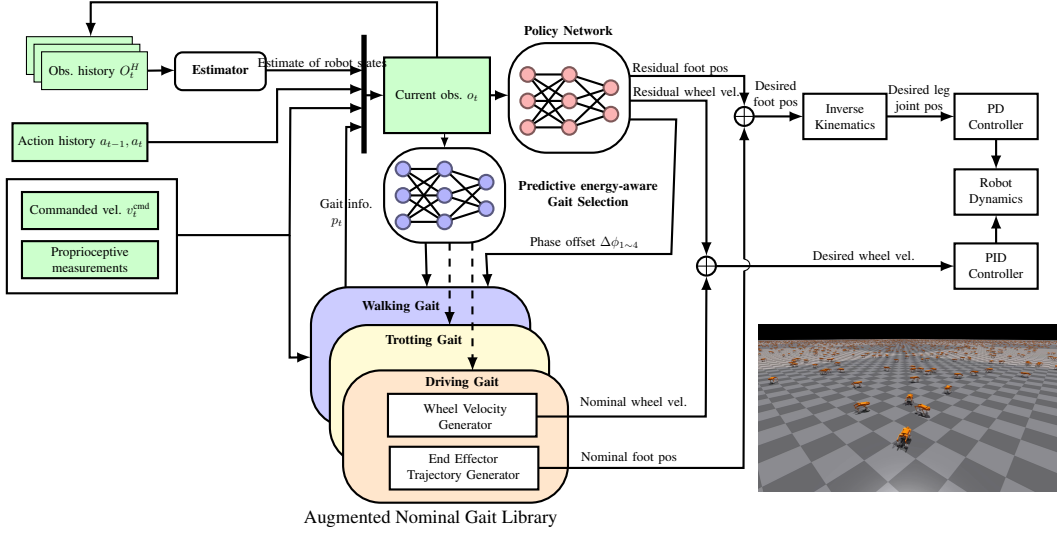 Policy Network
Obs. history O_t^H
Estimator
Estimate of robot states
Current obs. o_t
Residual foot pos
Residual wheel vel.
Desired
foot pos
Inverse
Kinematics
Desired leg
joint pos
PD
Controller
Action history a_{t−1}, a_t
Commanded vel. v_t^cmd
Proprioceptive
measurements
Gait info.
p_t
Predictive energy-aware
Gait Selection
Phase offset Δϕ_{1∼4}
Robot
Dynamics
Desired wheel vel.
PID
Controller
Walking Gait
Trotting Gait
Driving Gait
Wheel Velocity
Generator
Nominal wheel vel.
End Effector
Trajectory Generator
Nominal foot pos
Augmented Nominal Gait Library